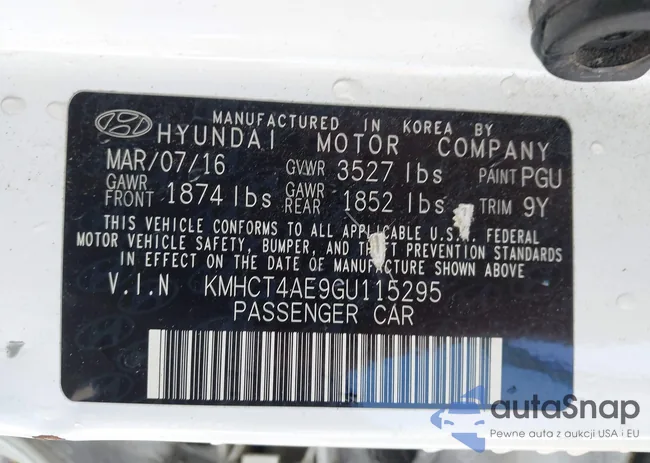 MANUFACTURED IN KOREA BY
HYUNDAI MOTOR COMPANY
MAR/07/16 GVWR 3527 lbs PAINT PGU
GAWR FRONT 1874 lbs GAWR REAR 1852 lbs TRIM 9Y
THIS VEHICLE CONFORMS TO ALL APPLICABLE U.S.A. FEDERAL
MOTOR VEHICLE SAFETY, BUMPER, AND THEFT PREVENTION STANDARDS
IN EFFECT ON THE DATE OF MANUFACTURE SHOWN ABOVE
V.I.N KMHCT4AE9GU115295
PASSENGER CAR
autoSnap
Pewne auta z aukcji USA i EU